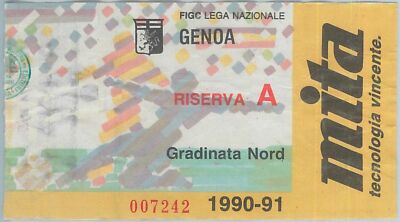 FIGC LEGA NAZIONALE
GENOA
RISERVA A
Gradinata Nord
007242 1990-91
mita
tecnologia vincente.